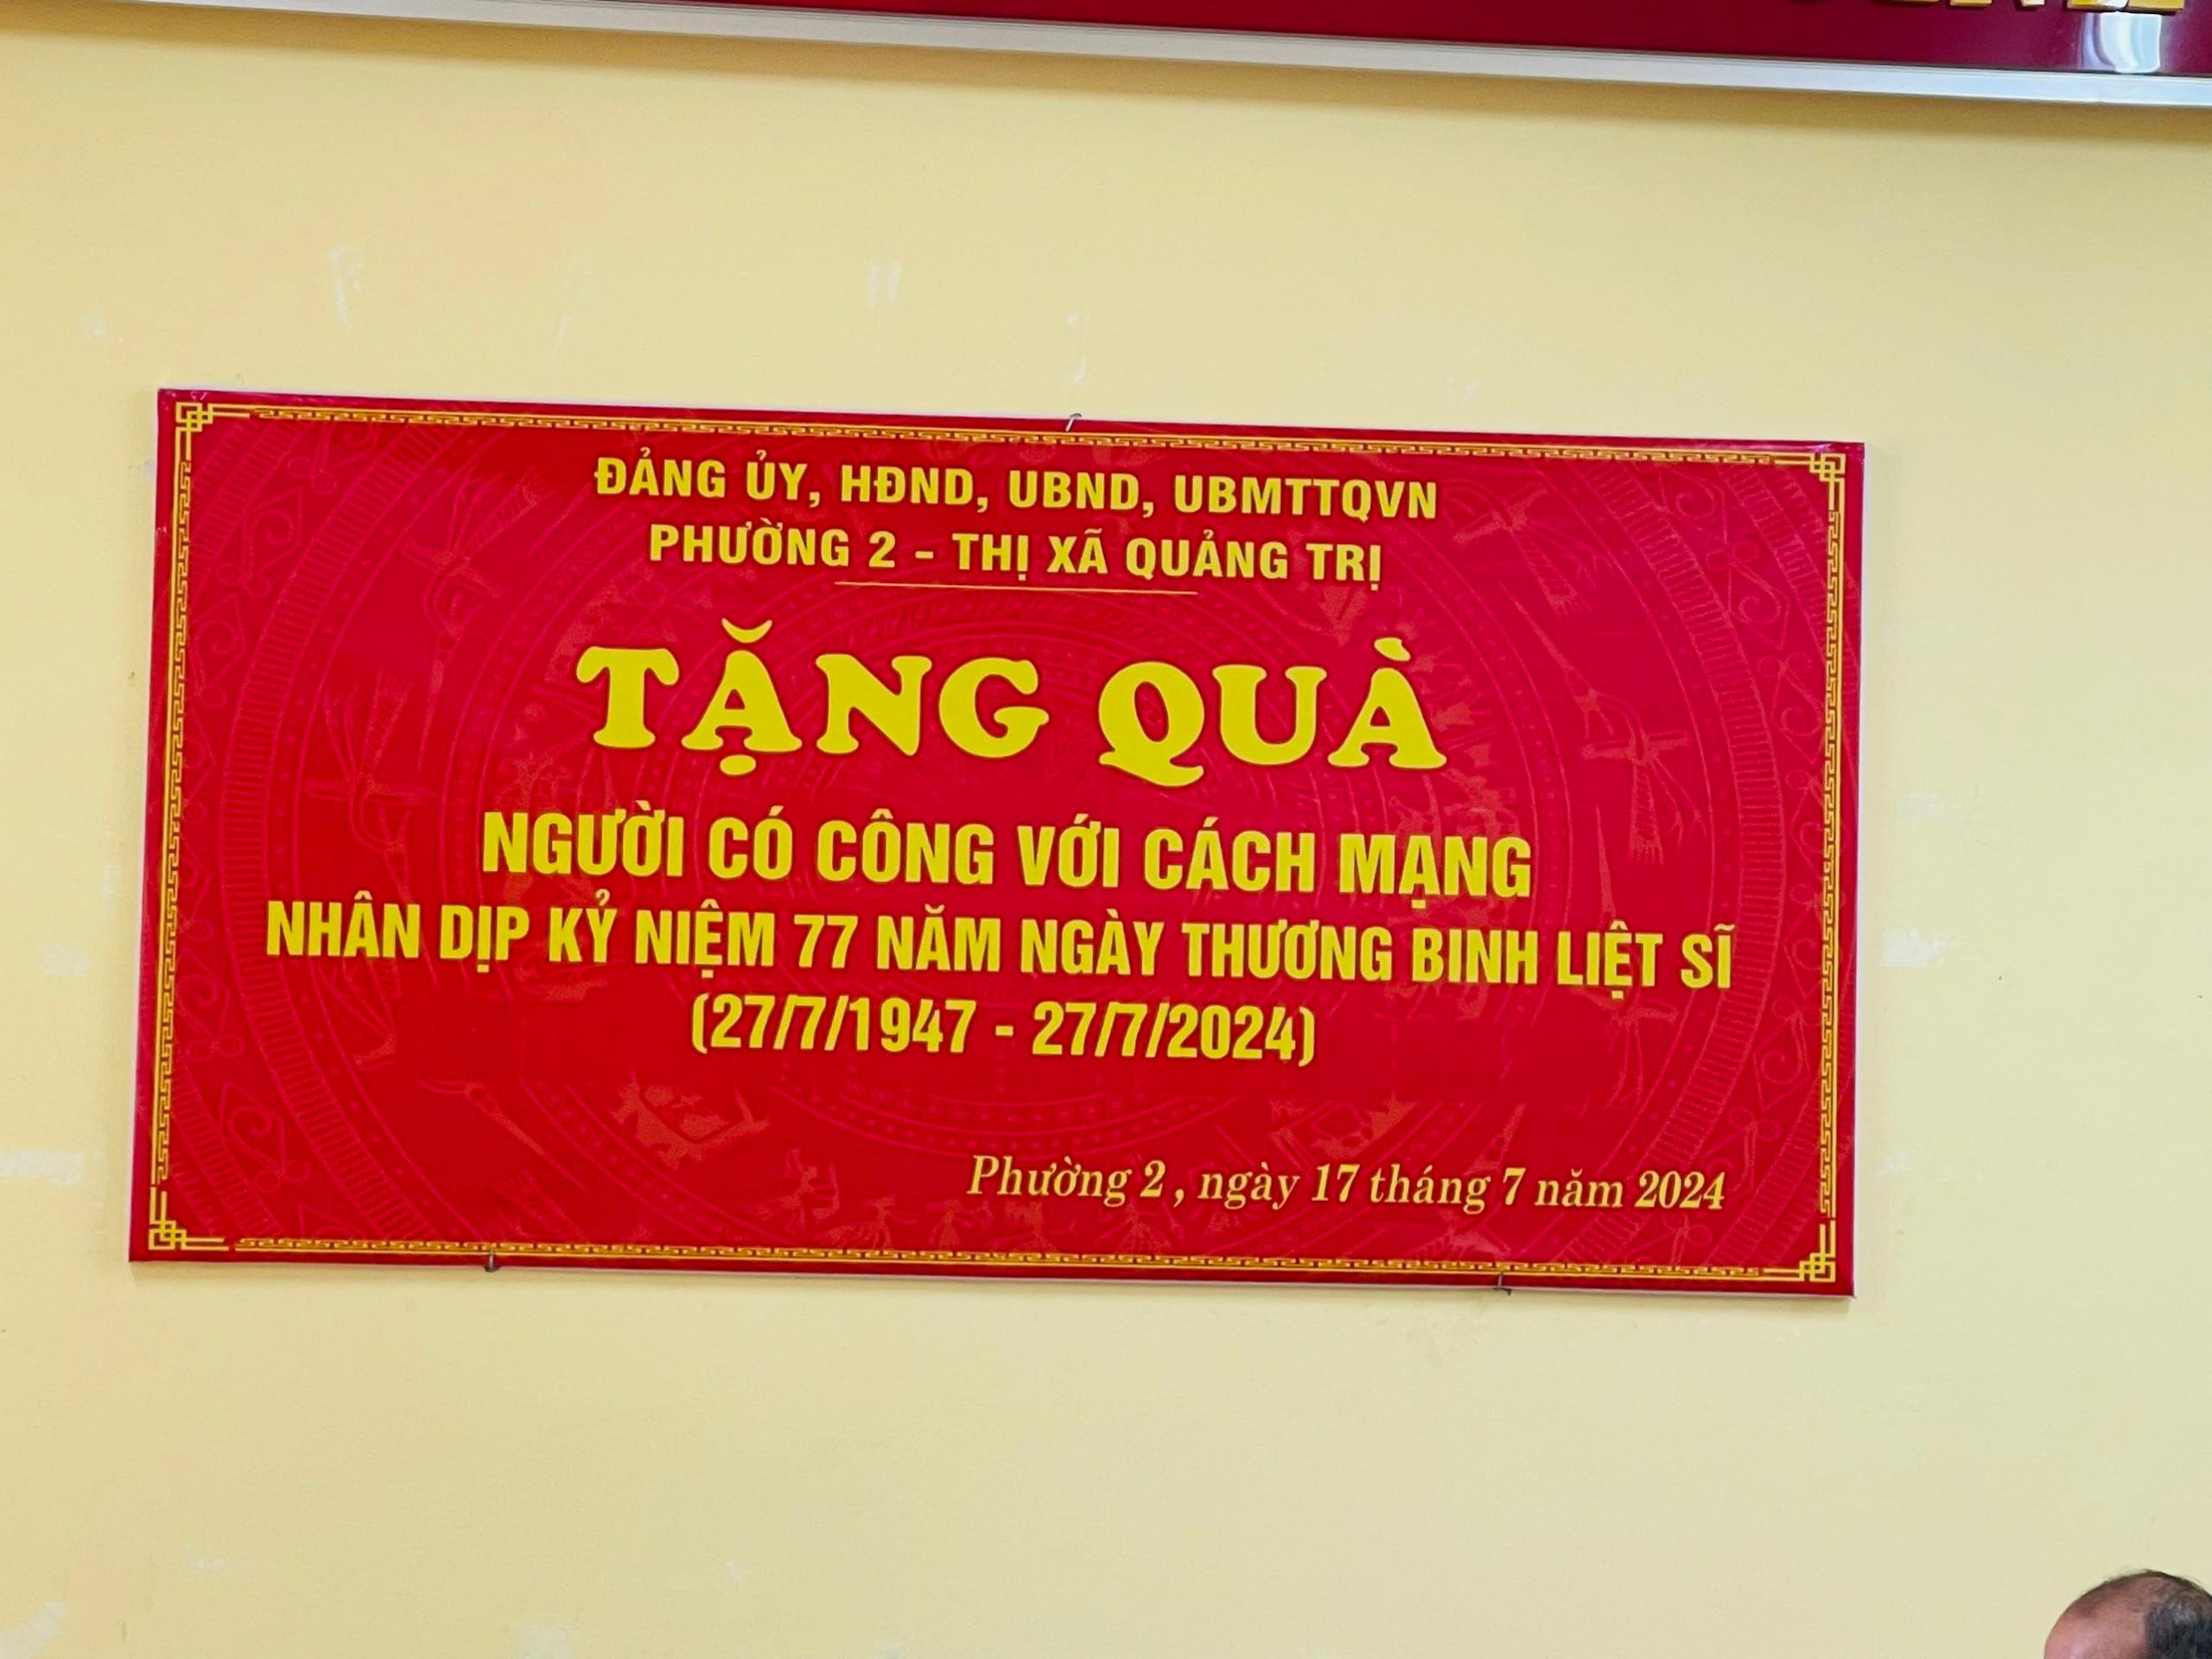 ĐẢNG ỦY, HĐND, UBND, UBMTTQVN
PHƯỜNG 2 - THỊ XÃ QUẢNG TRỊ
TẶNG QUÀ
NGƯỜI CÓ CÔNG VỚI CÁCH MẠNG
NHÂN DỊP KỶ NIỆM 77 NĂM NGÀY THƯƠNG BINH LIỆT SĨ
(27/7/1947 - 27/7/2024)
Phường 2 , ngày 17 tháng 7 năm 2024